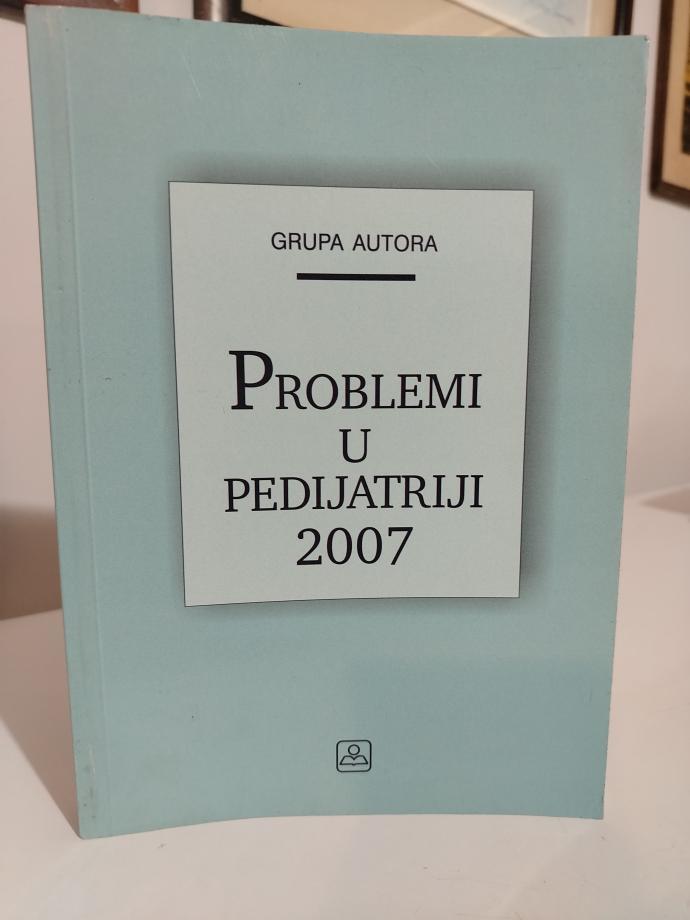 GRUPA AUTORA
PROBLEMI
U
PEDIJATRIJI
2007